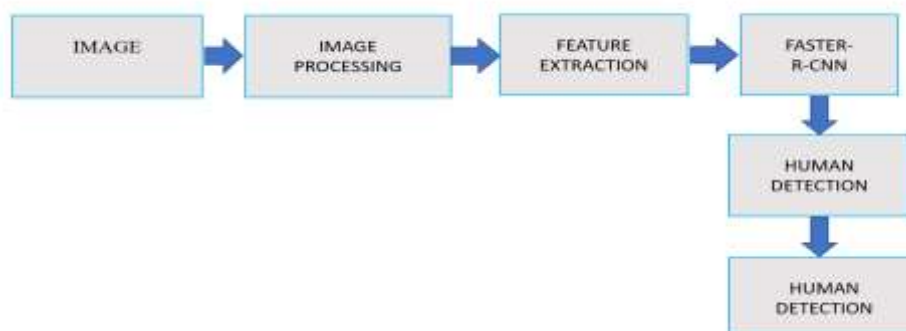 IMAGE
IMAGE
PROCESSING
FEATURE
EXTRACTION
FASTER-
R-CNN
HUMAN
DETECTION
HUMAN
DETECTION